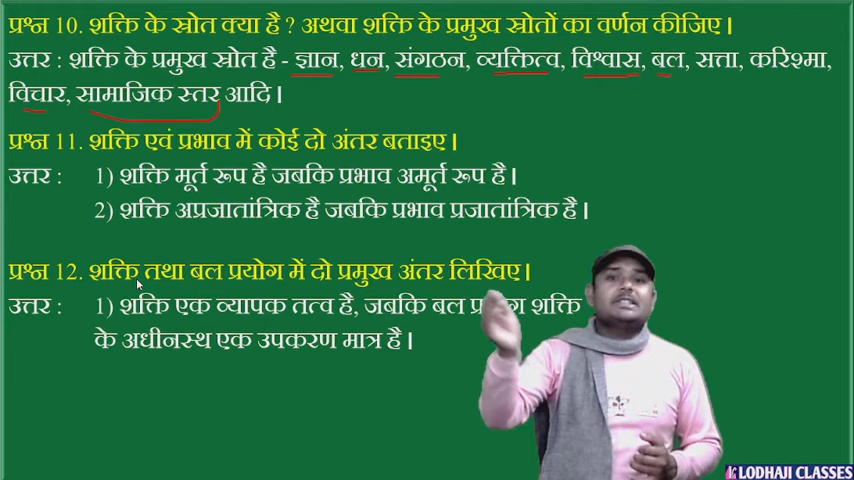 प्रश्न 10. शक्ति के स्रोत क्या है ? अथवा शक्ति के प्रमुख स्रोतों का वर्णन कीजिए ।
उत्तर : शक्ति के प्रमुख स्रोत है - ज्ञान, धन, संगठन, व्यक्तित्व, विश्वास, बल, सत्ता, करिश्मा,
विचार, सामाजिक स्तर आदि ।
प्रश्न 11. शक्ति एवं प्रभाव में कोई दो अंतर बताइए ।
उत्तर : 1) शक्ति मूर्त रूप है जबकि प्रभाव अमूर्त रूप है ।
2) शक्ति अप्रजातांत्रिक है जबकि प्रभाव प्रजातांत्रिक है ।
प्रश्न 12. शक्ति तथा बल प्रयोग में दो प्रमुख अंतर लिखिए ।
उत्तर : 1) शक्ति एक व्यापक तत्व है, जबकि बल शक्ति
के अधीनस्थ एक उपकरण मात्र है ।
LODHAJI CLASSES